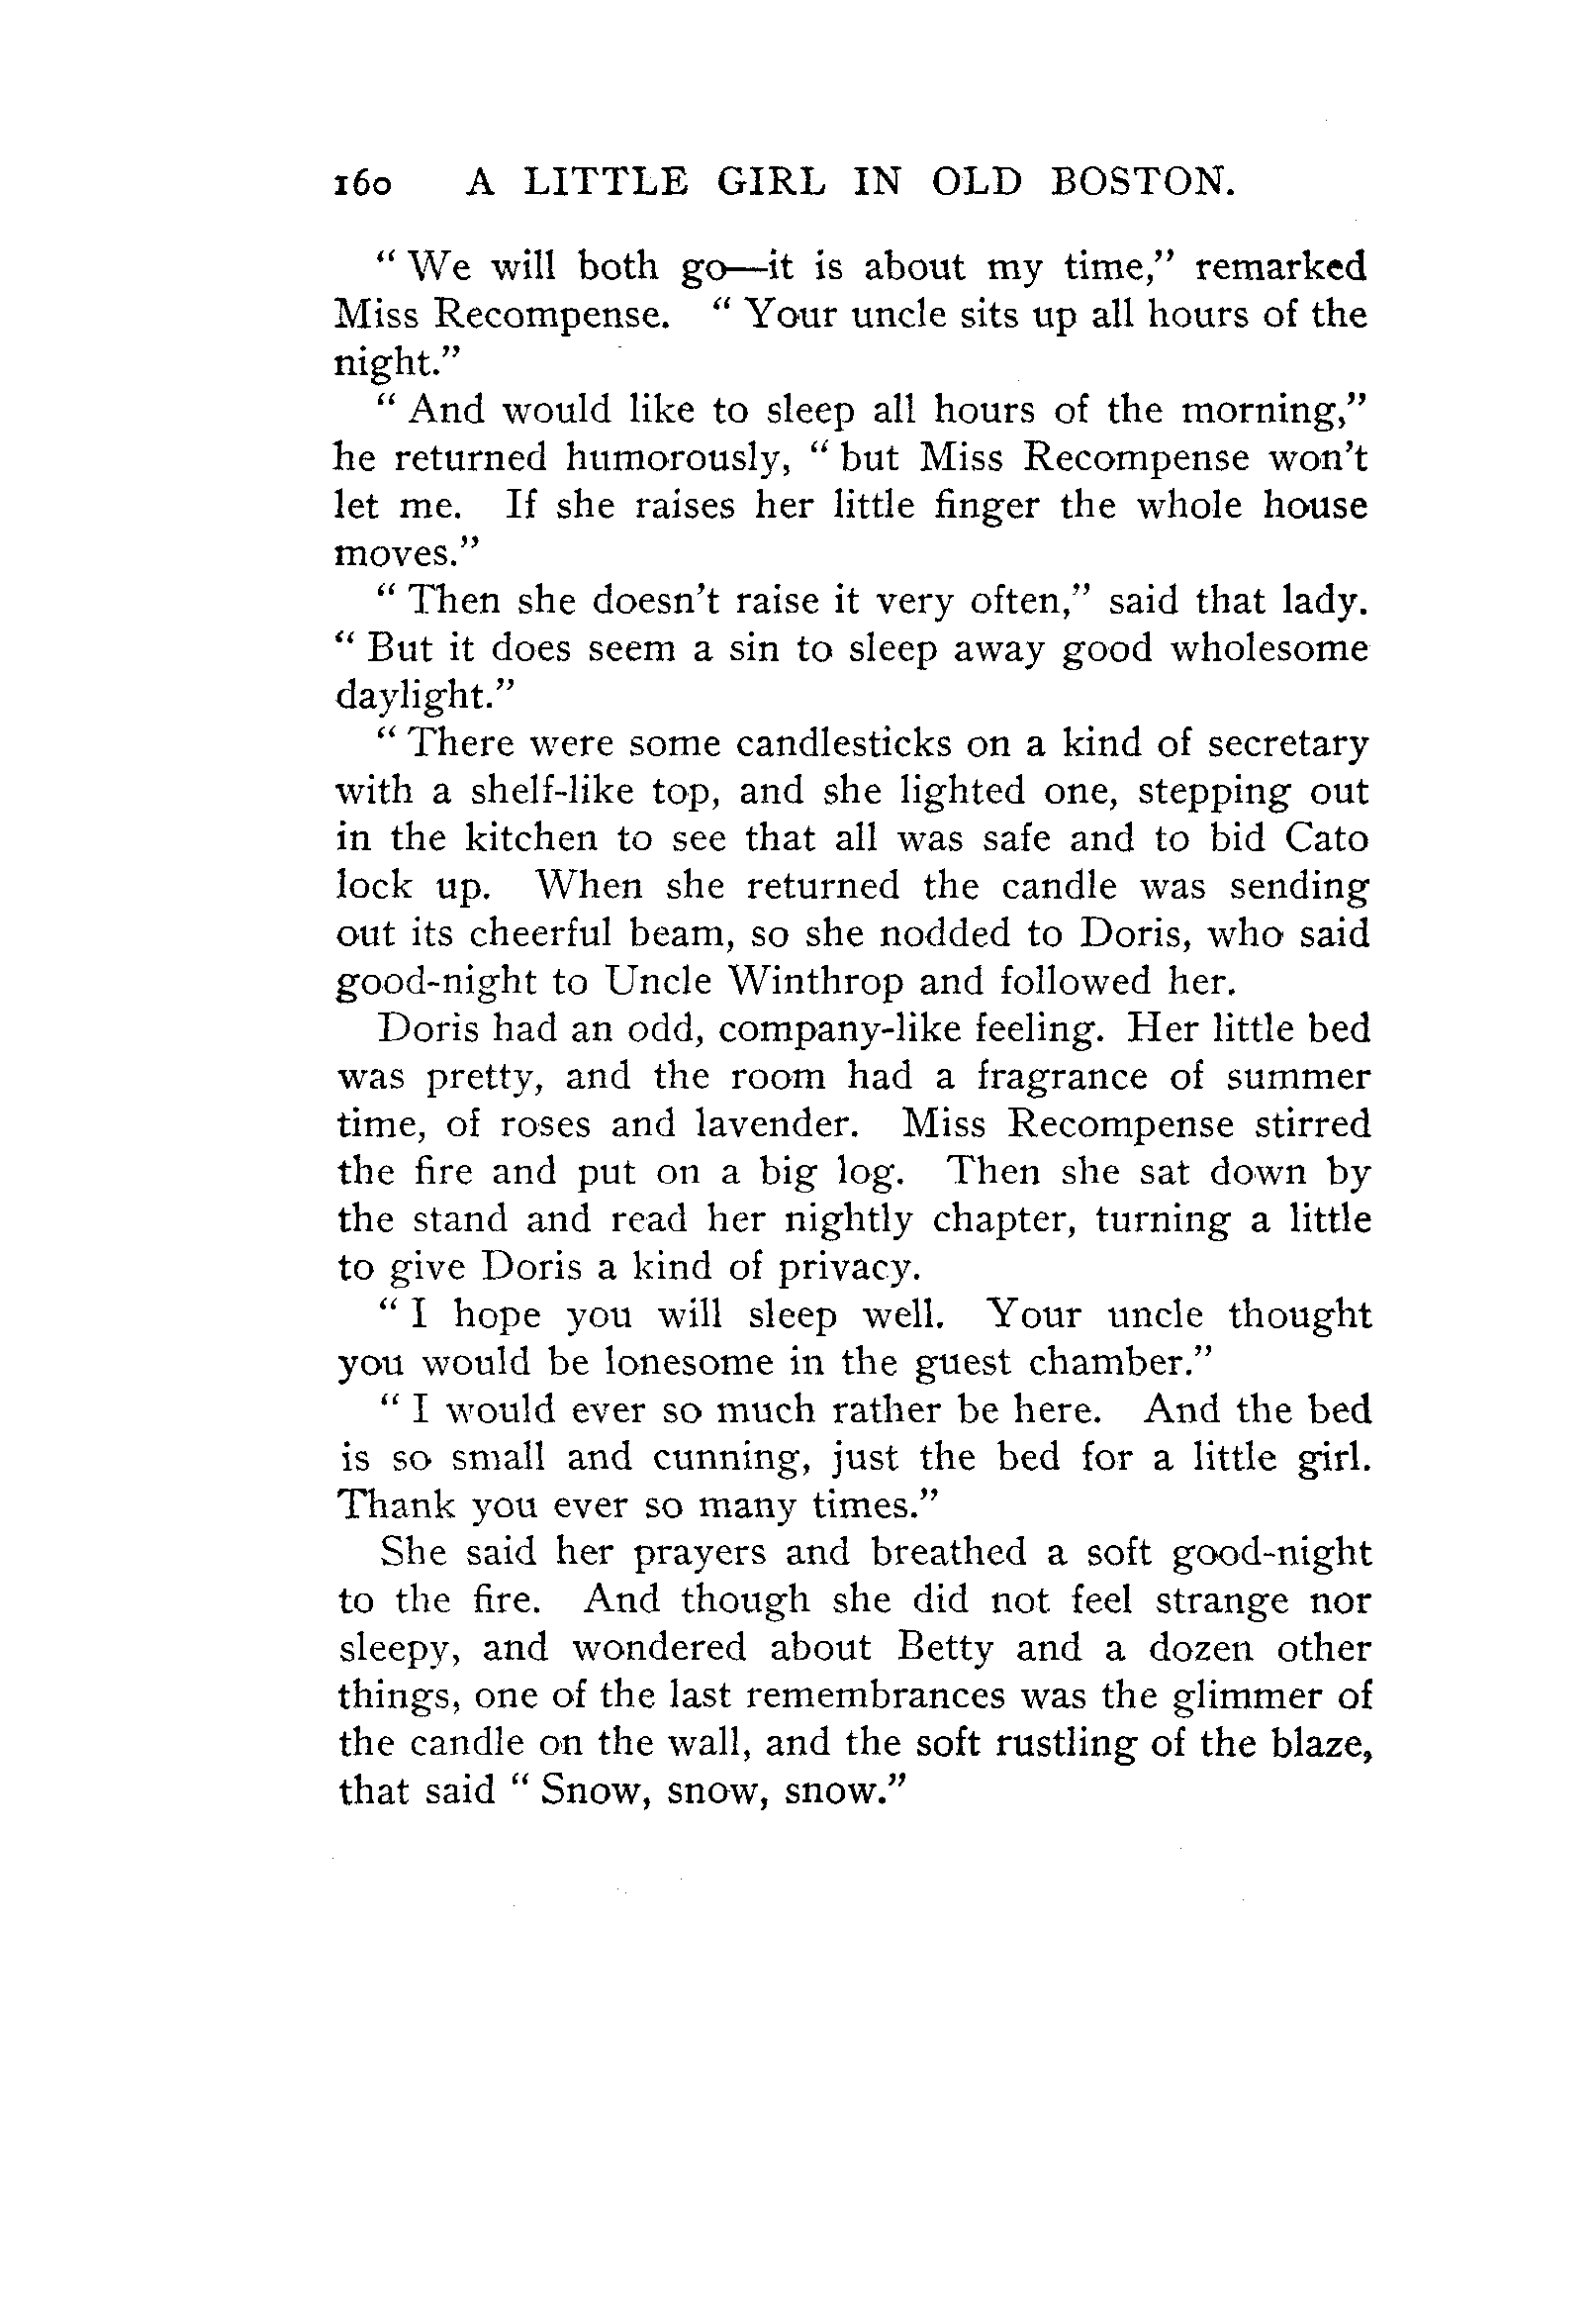 160 A LITTLE GIRL IN OLD BOSTON.
“ We will both go—it is about my time,” remarked
Miss Recompense. “ Your uncle sits up all hours of the
night.”
“ And would like to sleep all hours of the morning,”
he returned humorously, “ but Miss Recompense won’t
let me. If she raises her little finger the whole house
moves.”
“ Then she doesn’t raise it very often,” said that lady.
“ But it does seem a sin to sleep away good wholesome
daylight.”
“ There were some candlesticks on a kind of secretary
with a shelf-like top, and she lighted one, stepping out
in the kitchen to see that all was safe and to bid Cato
lock up. When she returned the candle was sending
out its cheerful beam, so she nodded to Doris, who said
good-night to Uncle Winthrop and followed her.
Doris had an odd, company-like feeling. Her little bed
was pretty, and the room had a fragrance of summer
time, of roses and lavender. Miss Recompense stirred
the fire and put on a big log. Then she sat down by
the stand and read her nightly chapter, turning a little
to give Doris a kind of privacy.
“ I hope you will sleep well. Your uncle thought
you would be lonesome in the guest chamber.”
“ I would ever so much rather be here. And the bed
is so small and cunning, just the bed for a little girl.
Thank you ever so many times.”
She said her prayers and breathed a soft good-night
to the fire. And though she did not feel strange nor
sleepy, and wondered about Betty and a dozen other
things, one of the last remembrances was the glimmer of
the candle on the wall, and the soft rustling of the blaze,
that said “ Snow, snow, snow.”